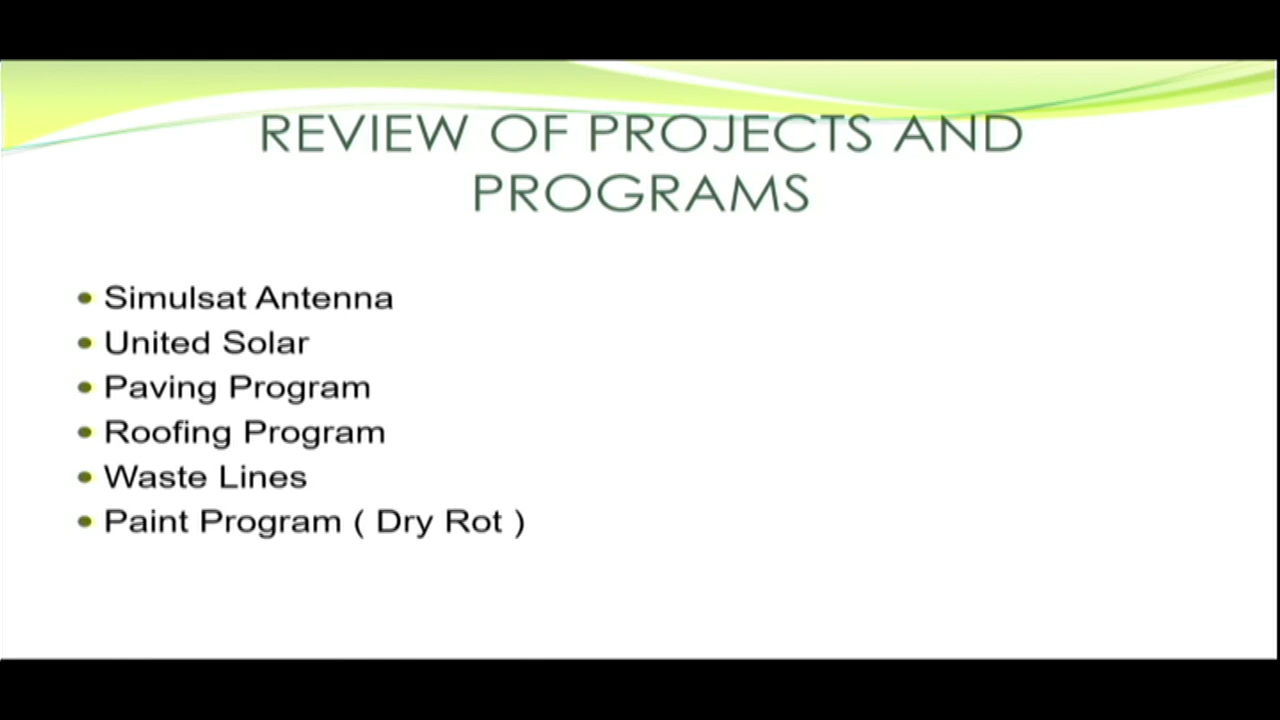 REVIEW OF PROJECTS AND
PROGRAMS
• Simulsat Antenna
• United Solar
• Paving Program
• Roofing Program
• Waste Lines
• Paint Program ( Dry Rot )